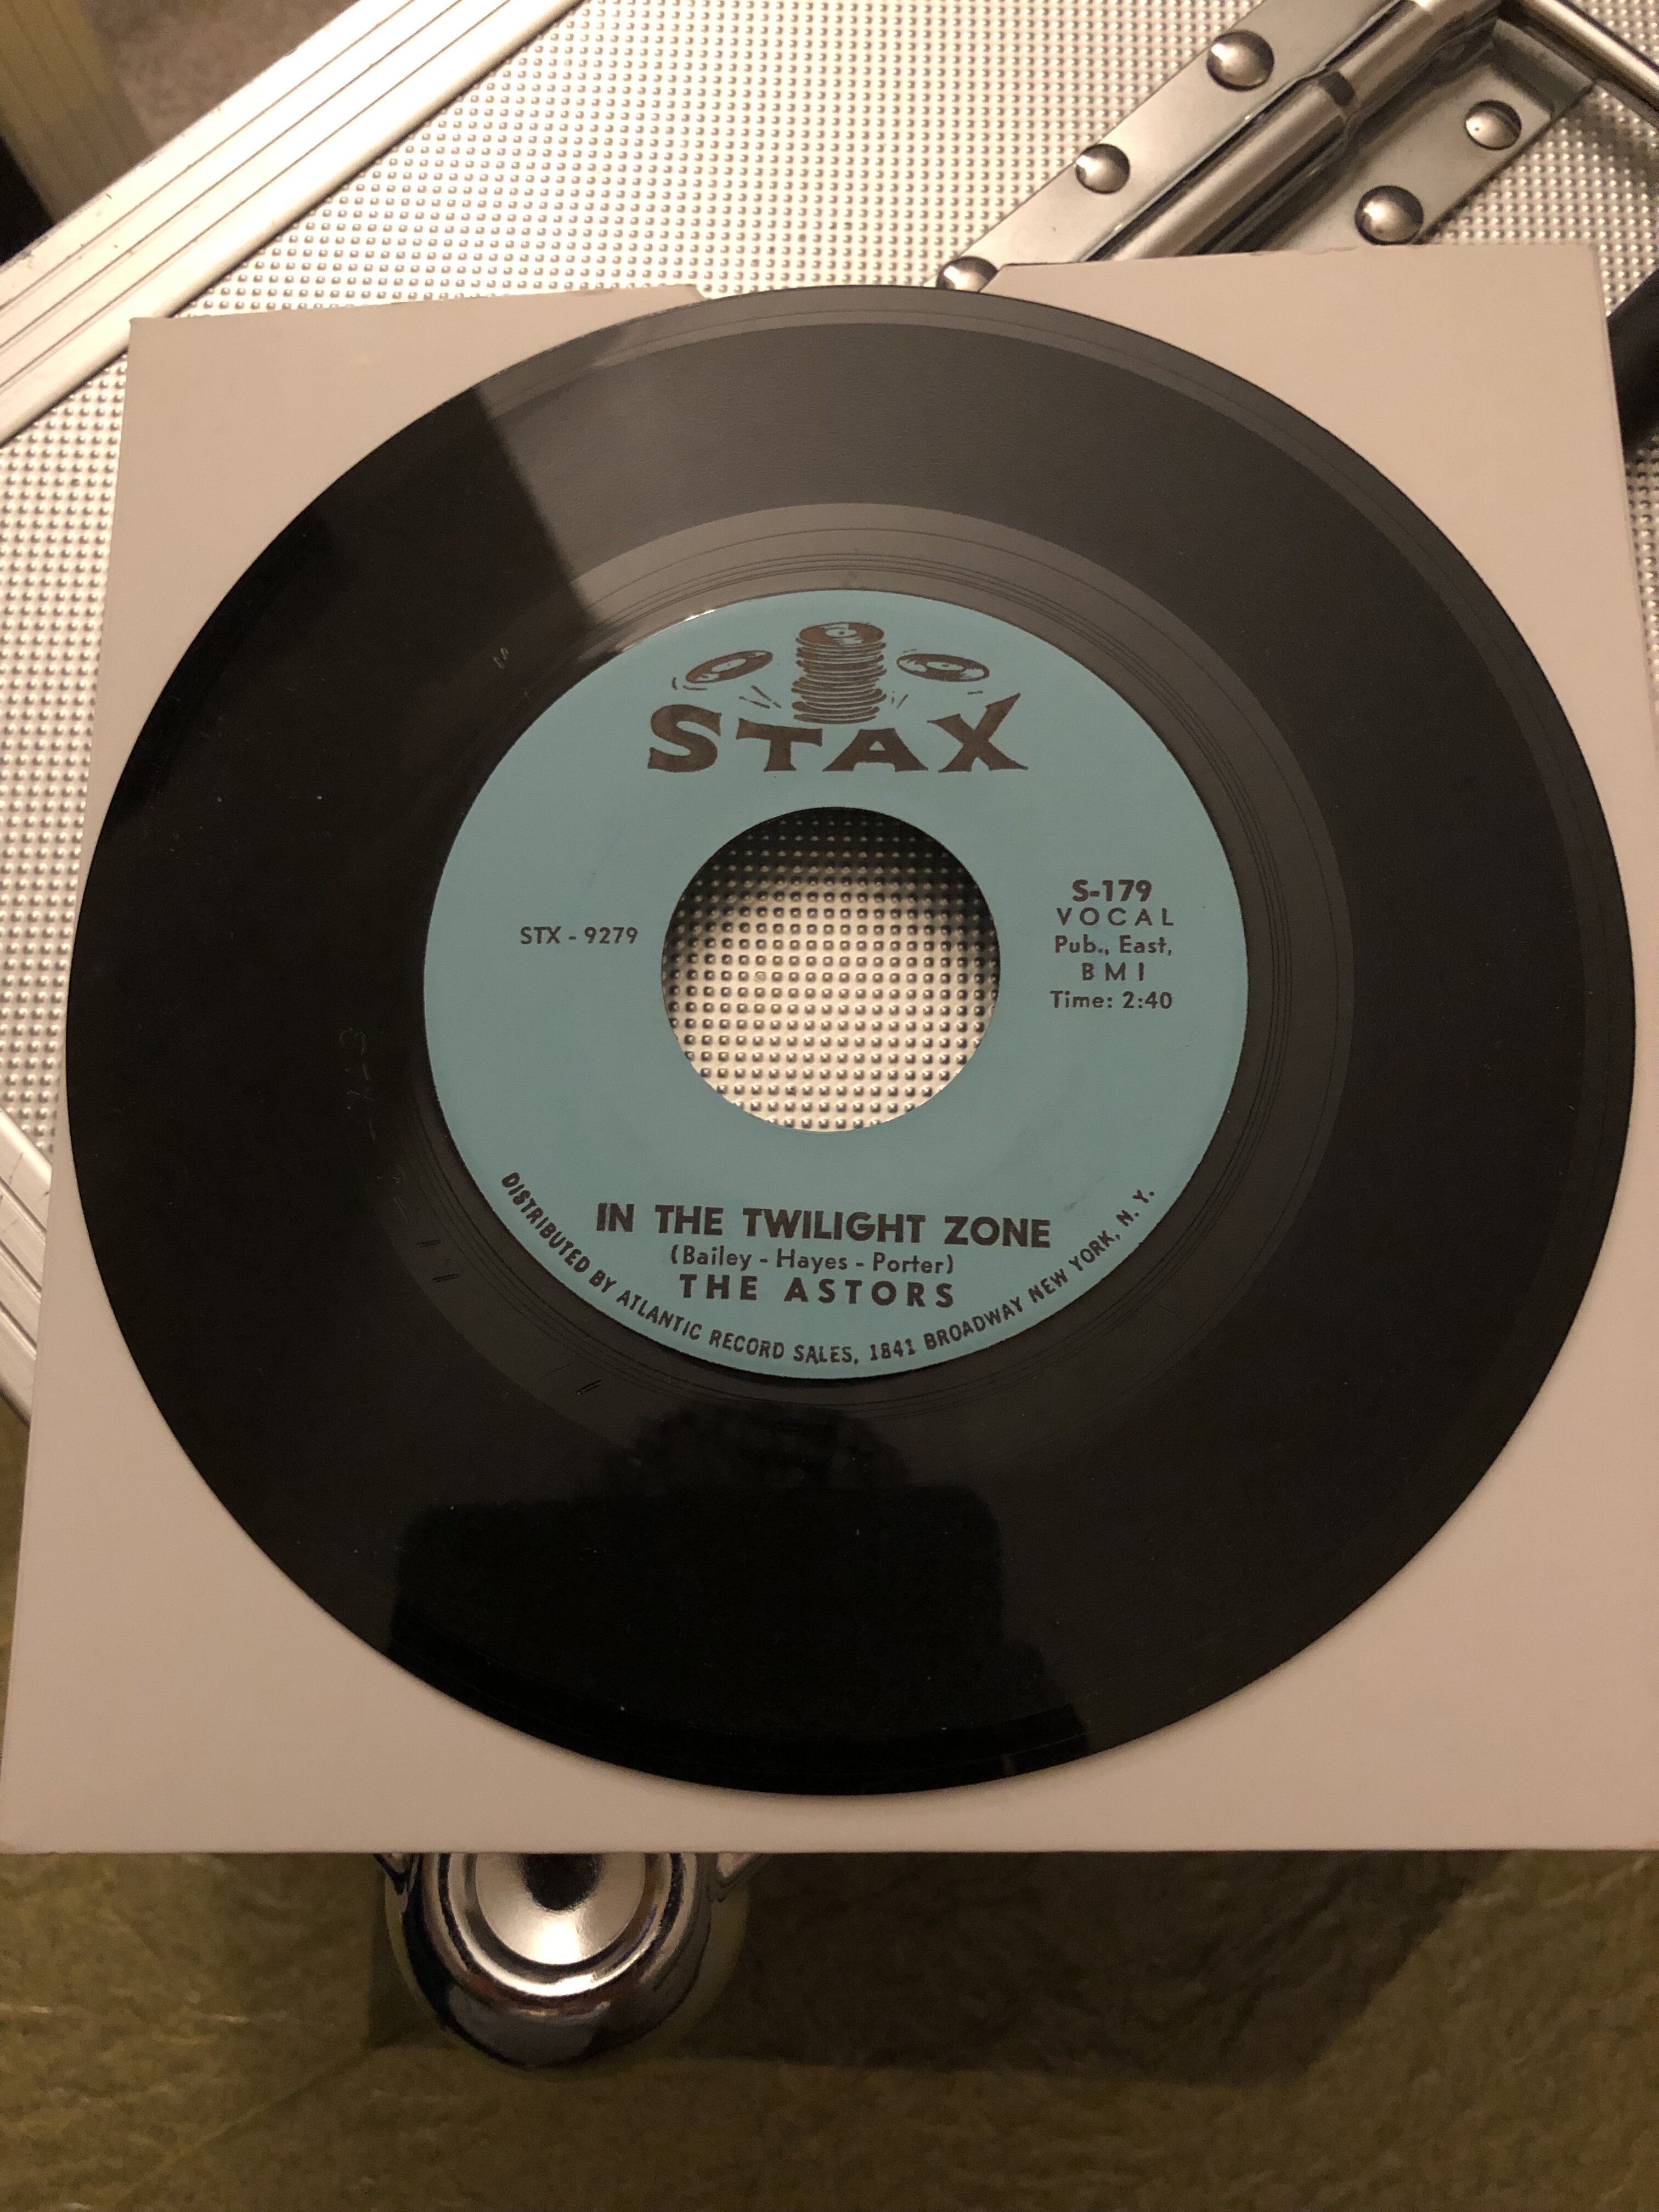 STAX
STX - 9279
S-179
VOCAL
Pub., East,
BMI
Time: 2:40
IN THE TWILIGHT ZONE
(Bailey - Hayes - Porter)
THE ASTORS
DISTRIBUTED BY ATLANTIC RECORD SALES, 1841 BROADWAY NEW YORK, N. Y.